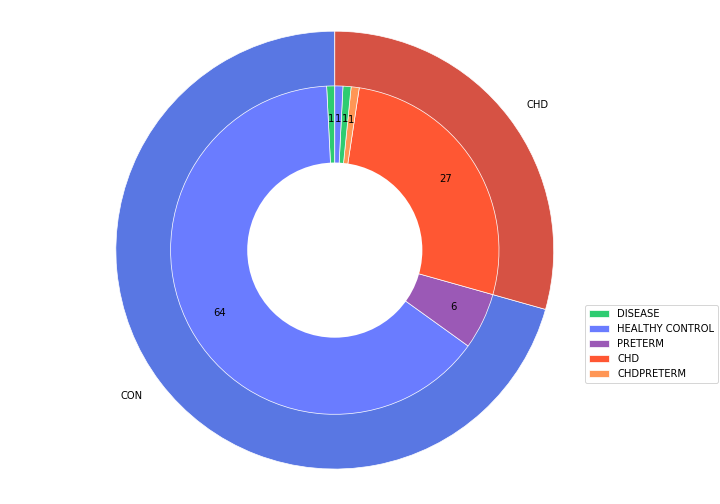 CHD
1 1 1 1
27
6
64
CON
DISEASE
HEALTHY CONTROL
PRETERM
CHD
CHDPRETERM